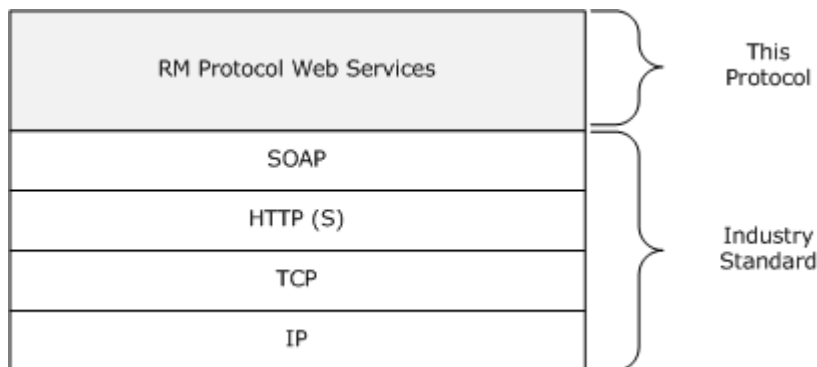 RM Protocol Web Services
This
Protocol
SOAP
HTTP (S)
TCP
IP
Industry
Standard